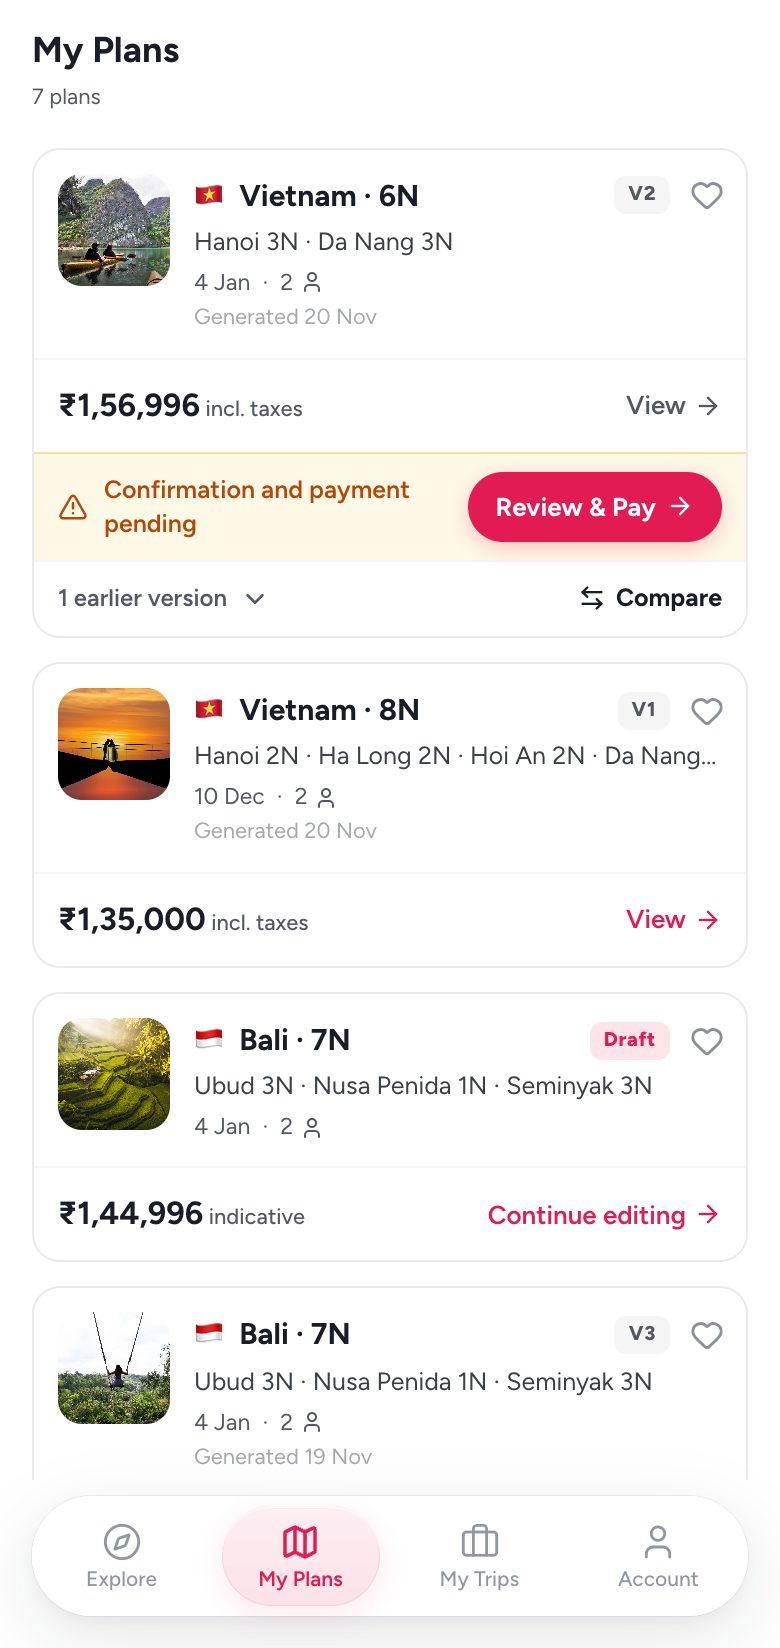 My Plans
7 plans
Vietnam · 6N
V2
Hanoi 3N · Da Nang 3N
4 Jan · 2
Generated 20 Nov
₹1,56,996 incl. taxes
View →
Confirmation and payment
pending
Review & Pay →
1 earlier version
Compare
Vietnam · 8N
V1
Hanoi 2N · Ha Long 2N · Hoi An 2N · Da Nang...
10 Dec · 2
Generated 20 Nov
₹1,35,000 incl. taxes
View →
Bali · 7N
Draft
Ubud 3N · Nusa Penida 1N · Seminyak 3N
4 Jan · 2
₹1,44,996 indicative
Continue editing →
Bali · 7N
V3
Ubud 3N · Nusa Penida 1N · Seminyak 3N
4 Jan · 2
Generated 19 Nov
Explore
My Plans
My Trips
Account